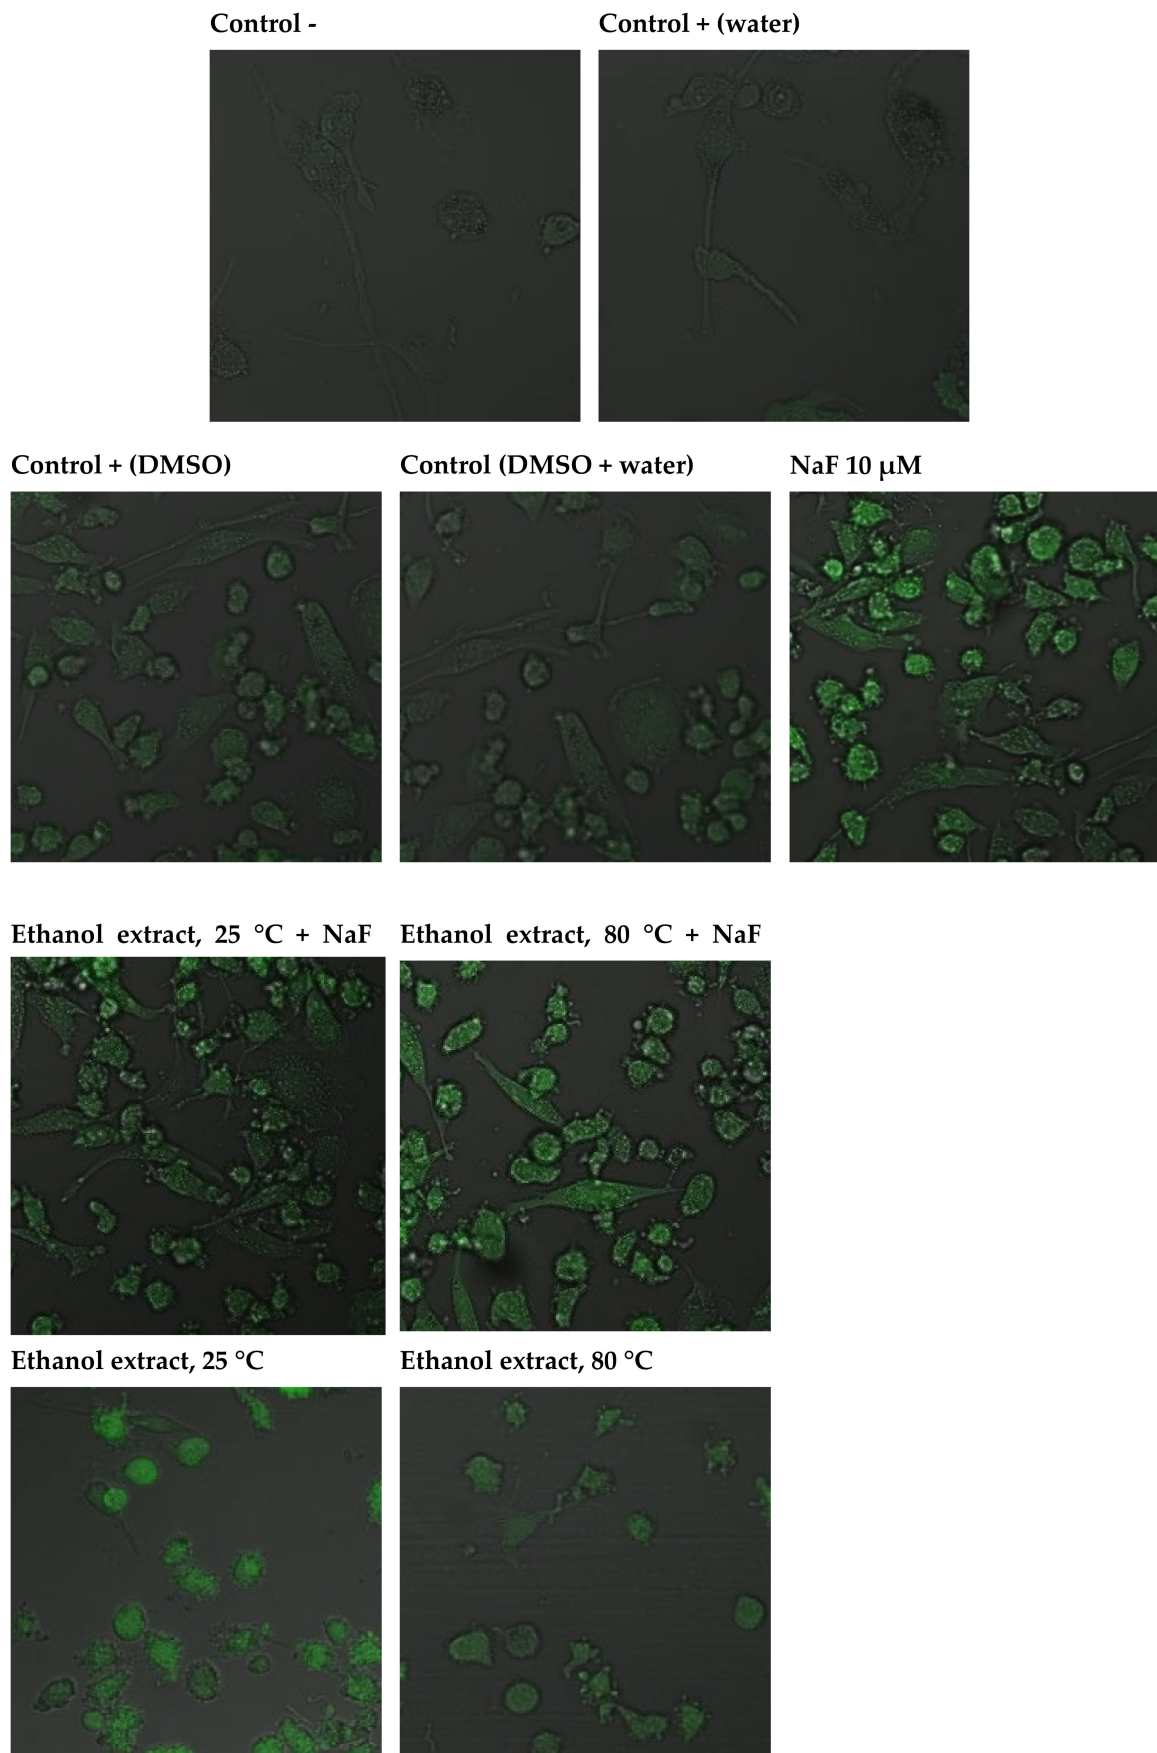 Control -
Control + (water)
Control + (DMSO)
Control (DMSO + water)
NaF 10 μM
Ethanol extract, 25 °C + NaF
Ethanol extract, 80 °C + NaF
Ethanol extract, 25 °C
Ethanol extract, 80 °C